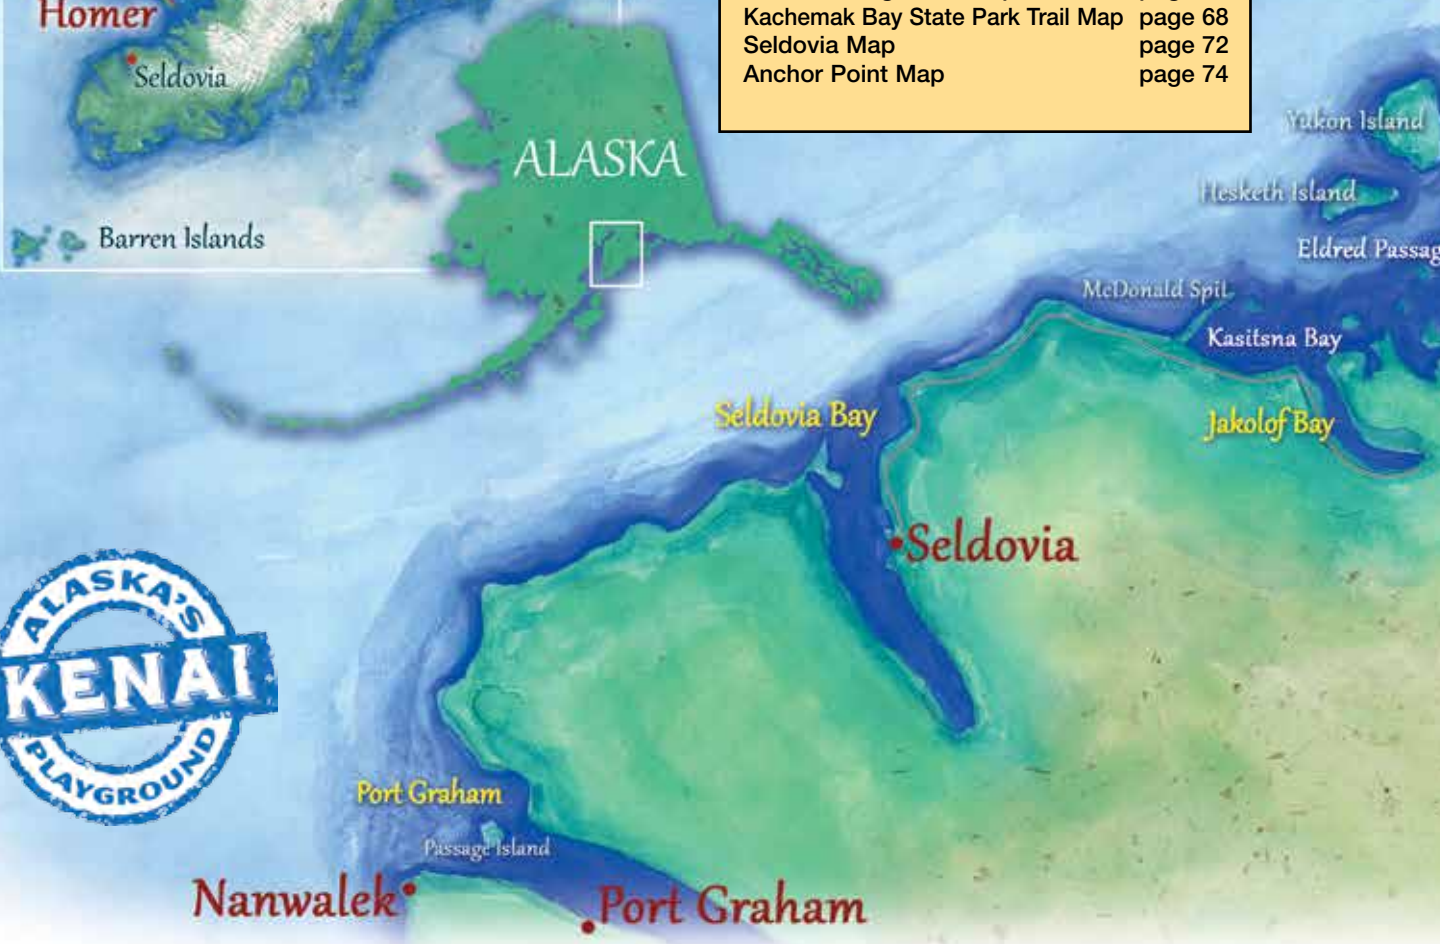 Homer
Seldovia
Barren Islands
ALASKA
Kachemak Bay State Park Trail Map page 68
Seldovia Map page 72
Anchor Point Map page 74
Yukon Island
Hesketh Island
Eldred Passag
McDonald Spit
Kasitsna Bay
Seldovia Bay
Jakolof Bay
Seldovia
ALASKA'S
KENAI
PLAYGROUND
Port Graham
Passage Island
Nanwalek
Port Graham